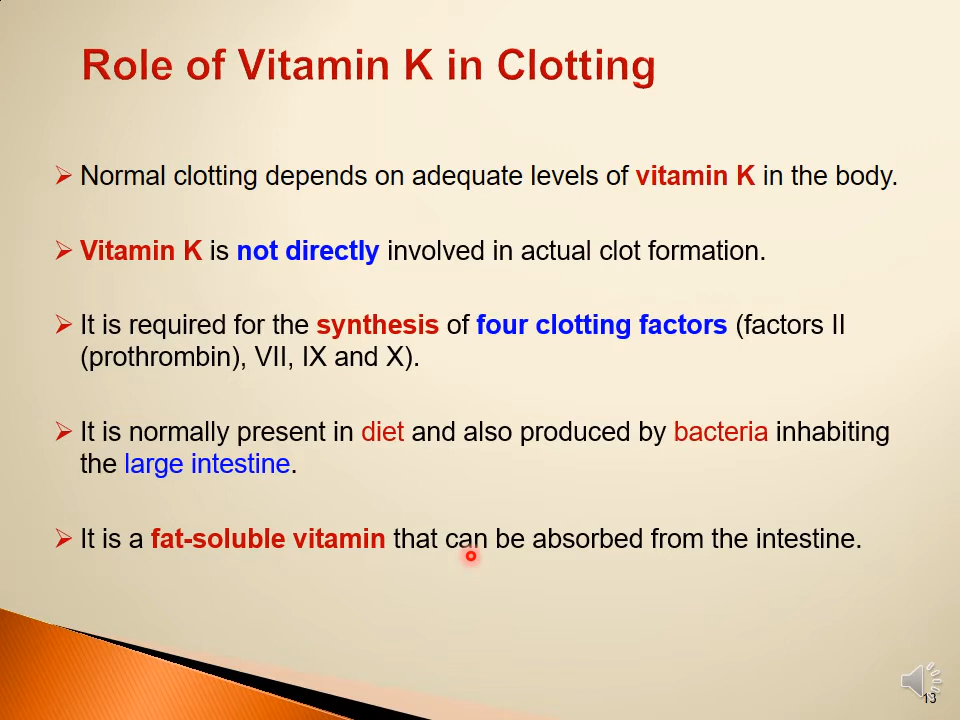 Role of Vitamin K in Clotting
➢ Normal clotting depends on adequate levels of vitamin K in the body.
➢ Vitamin K is not directly involved in actual clot formation.
➢ It is required for the synthesis of four clotting factors (factors II
(prothrombin), VII, IX and X).
➢ It is normally present in diet and also produced by bacteria inhabiting
the large intestine.
➢ It is a fat-soluble vitamin that can be absorbed from the intestine.
13